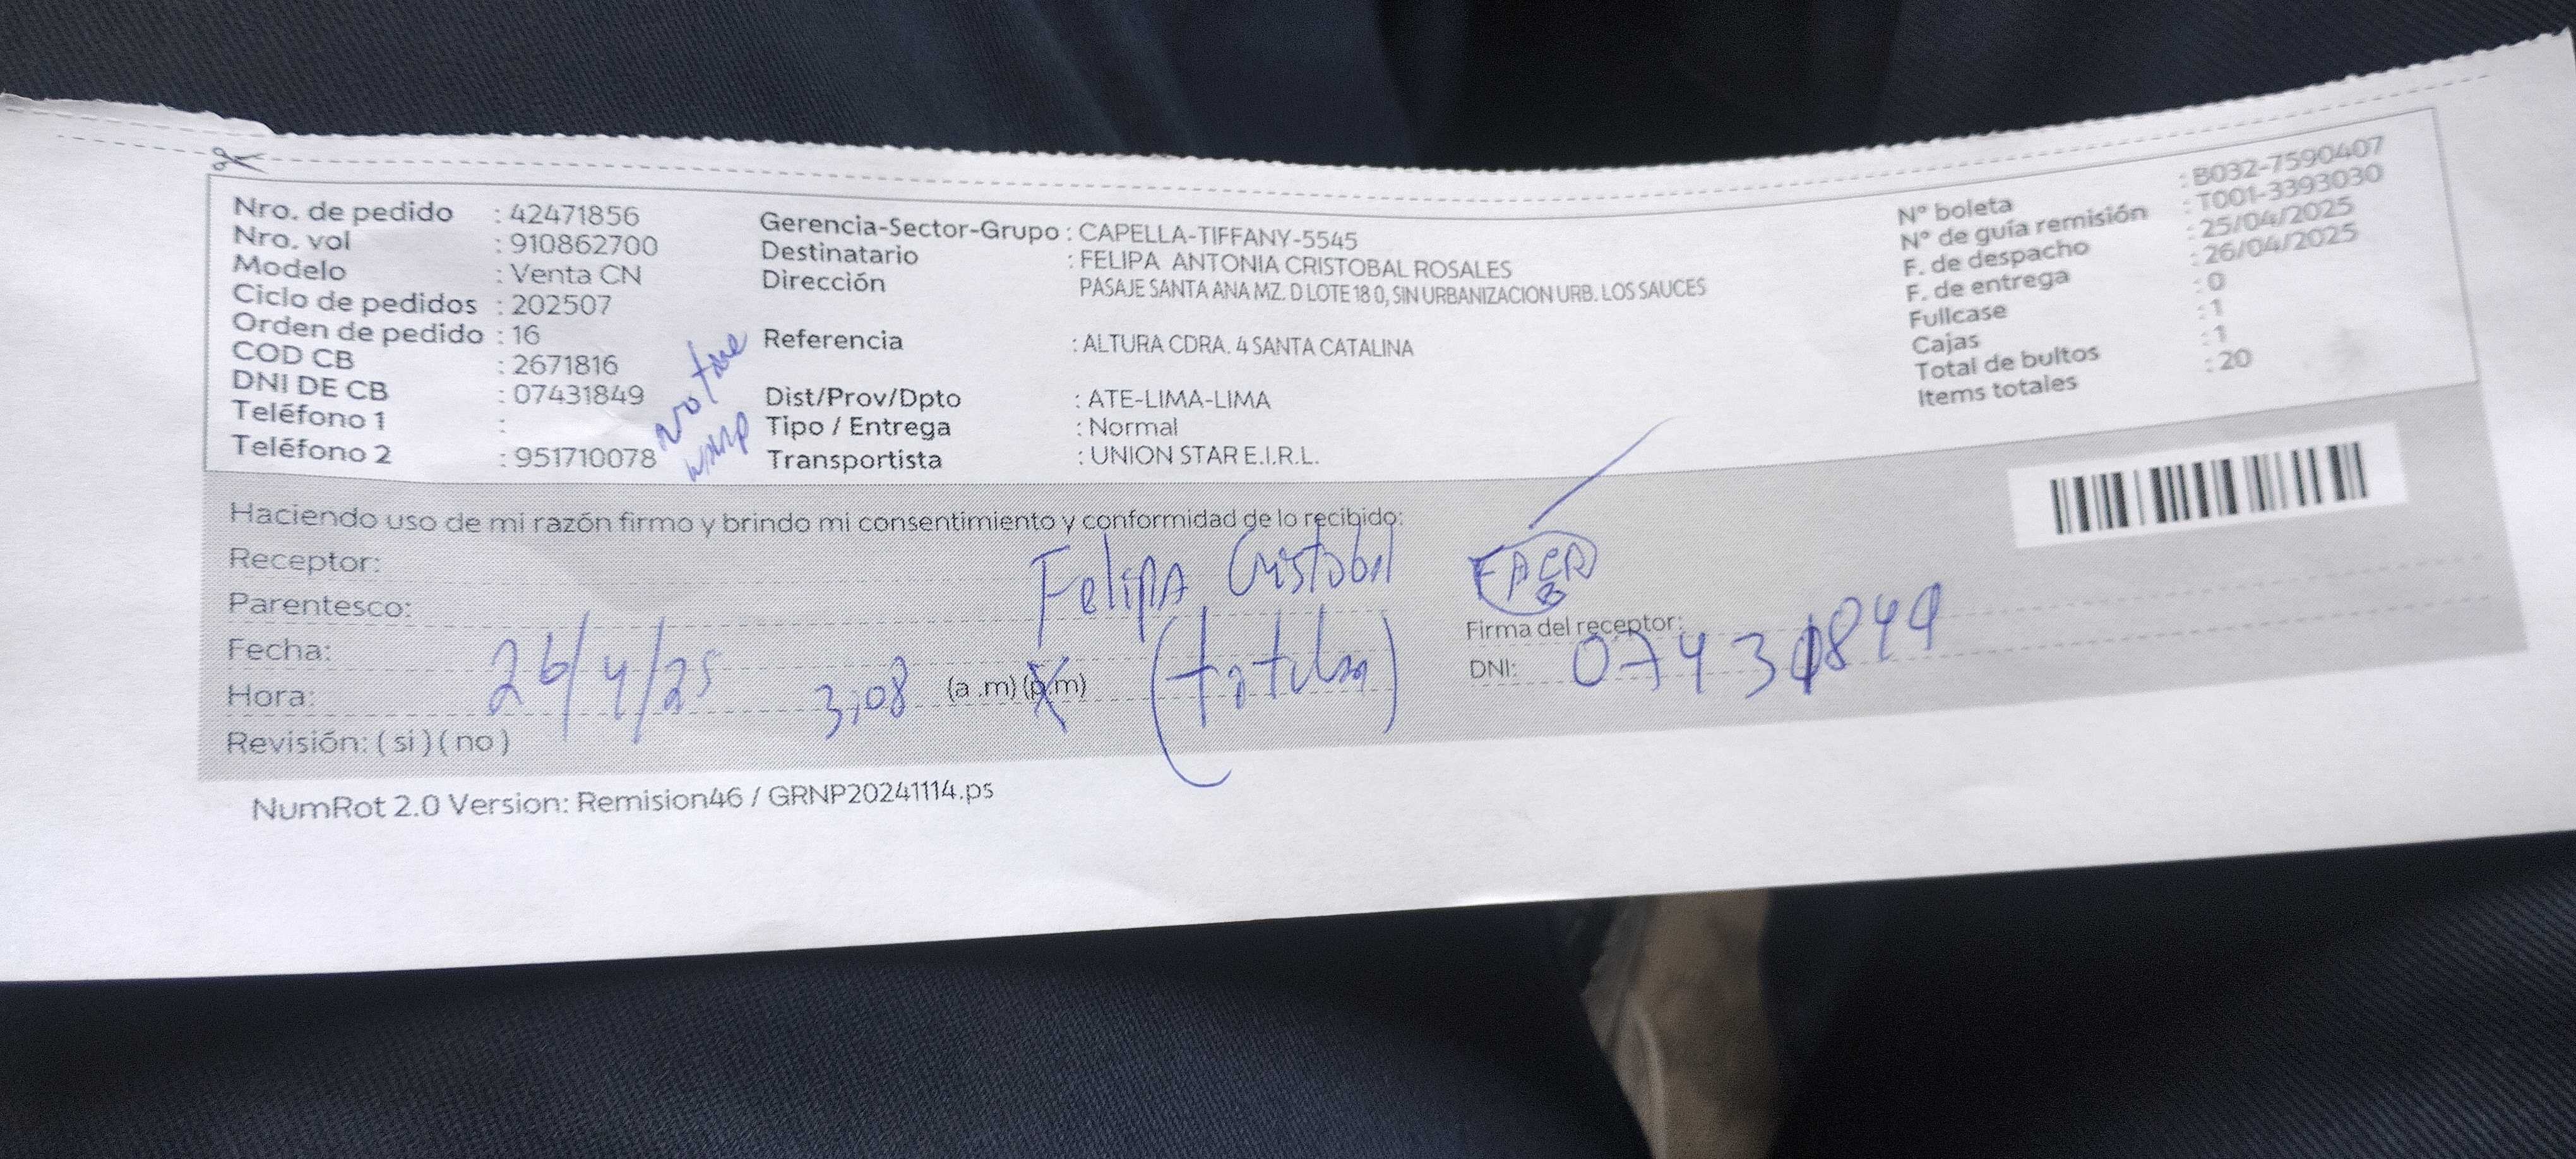 Nro. de pedido : 42471856
Nro. vol : 910862700
Modelo : Venta CN
Ciclo de pedidos : 202507
Orden de pedido : 16
COD CB : 2671816
DNI DE CB : 07431849
Teléfono 1 :
Teléfono 2 : 951710078
no tne
Gerencia-Sector-Grupo : CAPELLA-TIFFANY-5545
Destinatario : FELIPA ANTONIA CRISTOBAL ROSALES
Dirección PASAJE SANTA ANA MZ. D LOTE 18 0, SIN URBANIZACION URB. LOS SAUCES
Referencia : ALTURA CDRA. 4 SANTA CATALINA
Dist/Prov/Dpto : ATE-LIMA-LIMA
Tipo / Entrega : Normal
Transportista : UNION STAR E.I.R.L.
N° boleta : B032-7590407
N° de guía remisión : T001-3393030
F. de despacho : 25/04/2025
F. de entrega : 26/04/2025
Fullcase : 0
Cajas : 1
Total de bultos : 1
Items totales : 20
Haciendo uso de mi razón firmo y brindo mi consentimiento y conformidad de lo recibido:
Receptor: Felipa Cristobal
Parentesco:
Fecha: 26/4/25
Hora: 3:08 (a .m) (p.m)
Revisión: ( si ) ( no )
Firma del receptor:
DNI: 07431849
NumRot 2.0 Version: Remision46 / GRNP20241114.ps